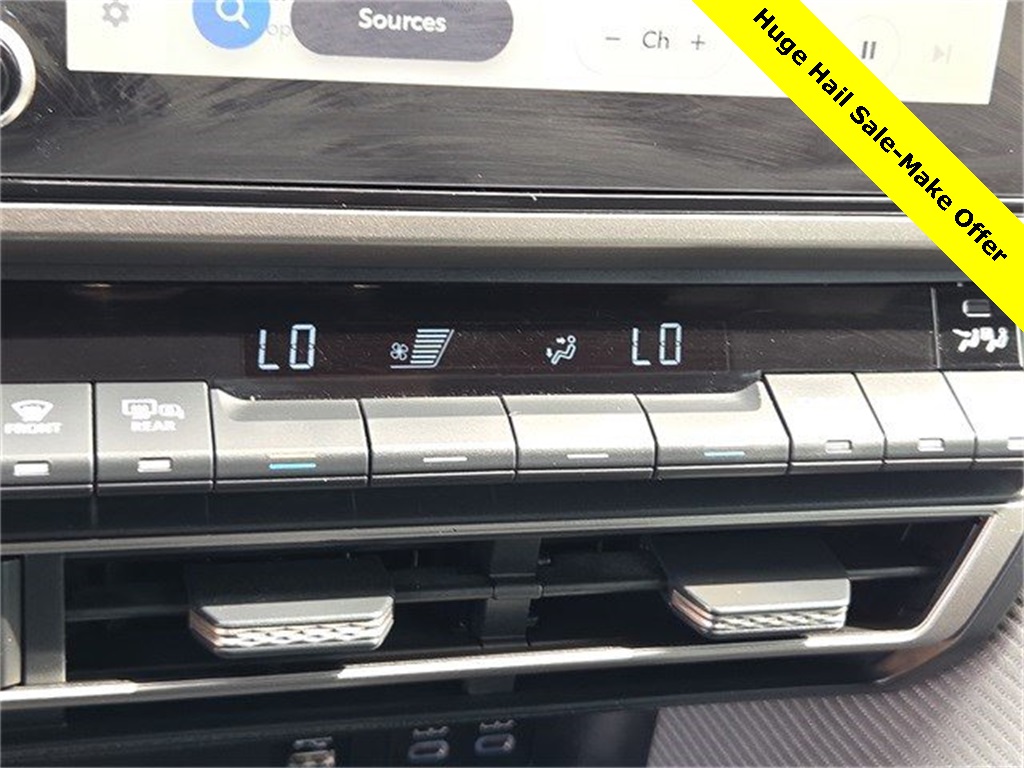 Sources
Ch
Huge Hail Sale-Make Offer
LO
LO
FRONT
REAR